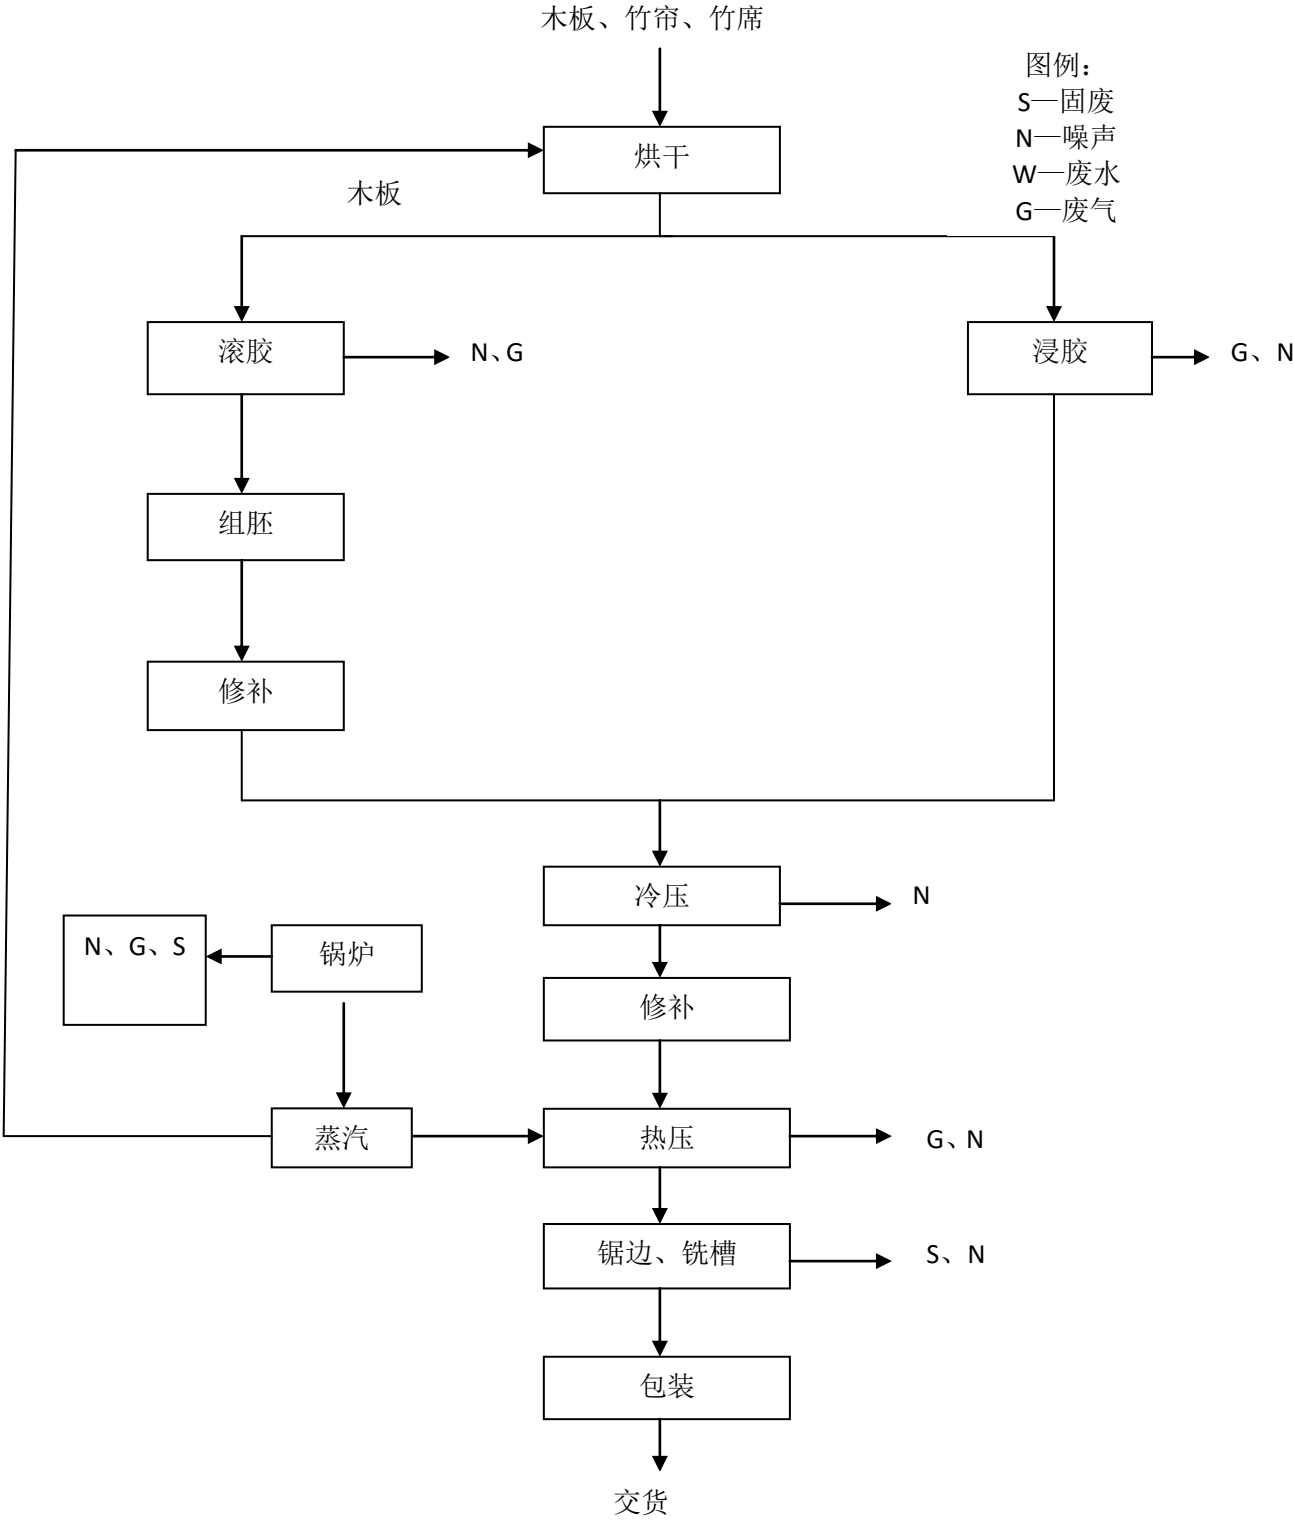 木板、竹帘、竹席
图例：
S—固废
N—噪声
W—废水
G—废气
烘干
木板
滚胶
N、G
浸胶
G、N
组胚
修补
冷压
N
N、G、S
锅炉
修补
蒸汽
热压
G、N
锯边、铣槽
S、N
包装
交货